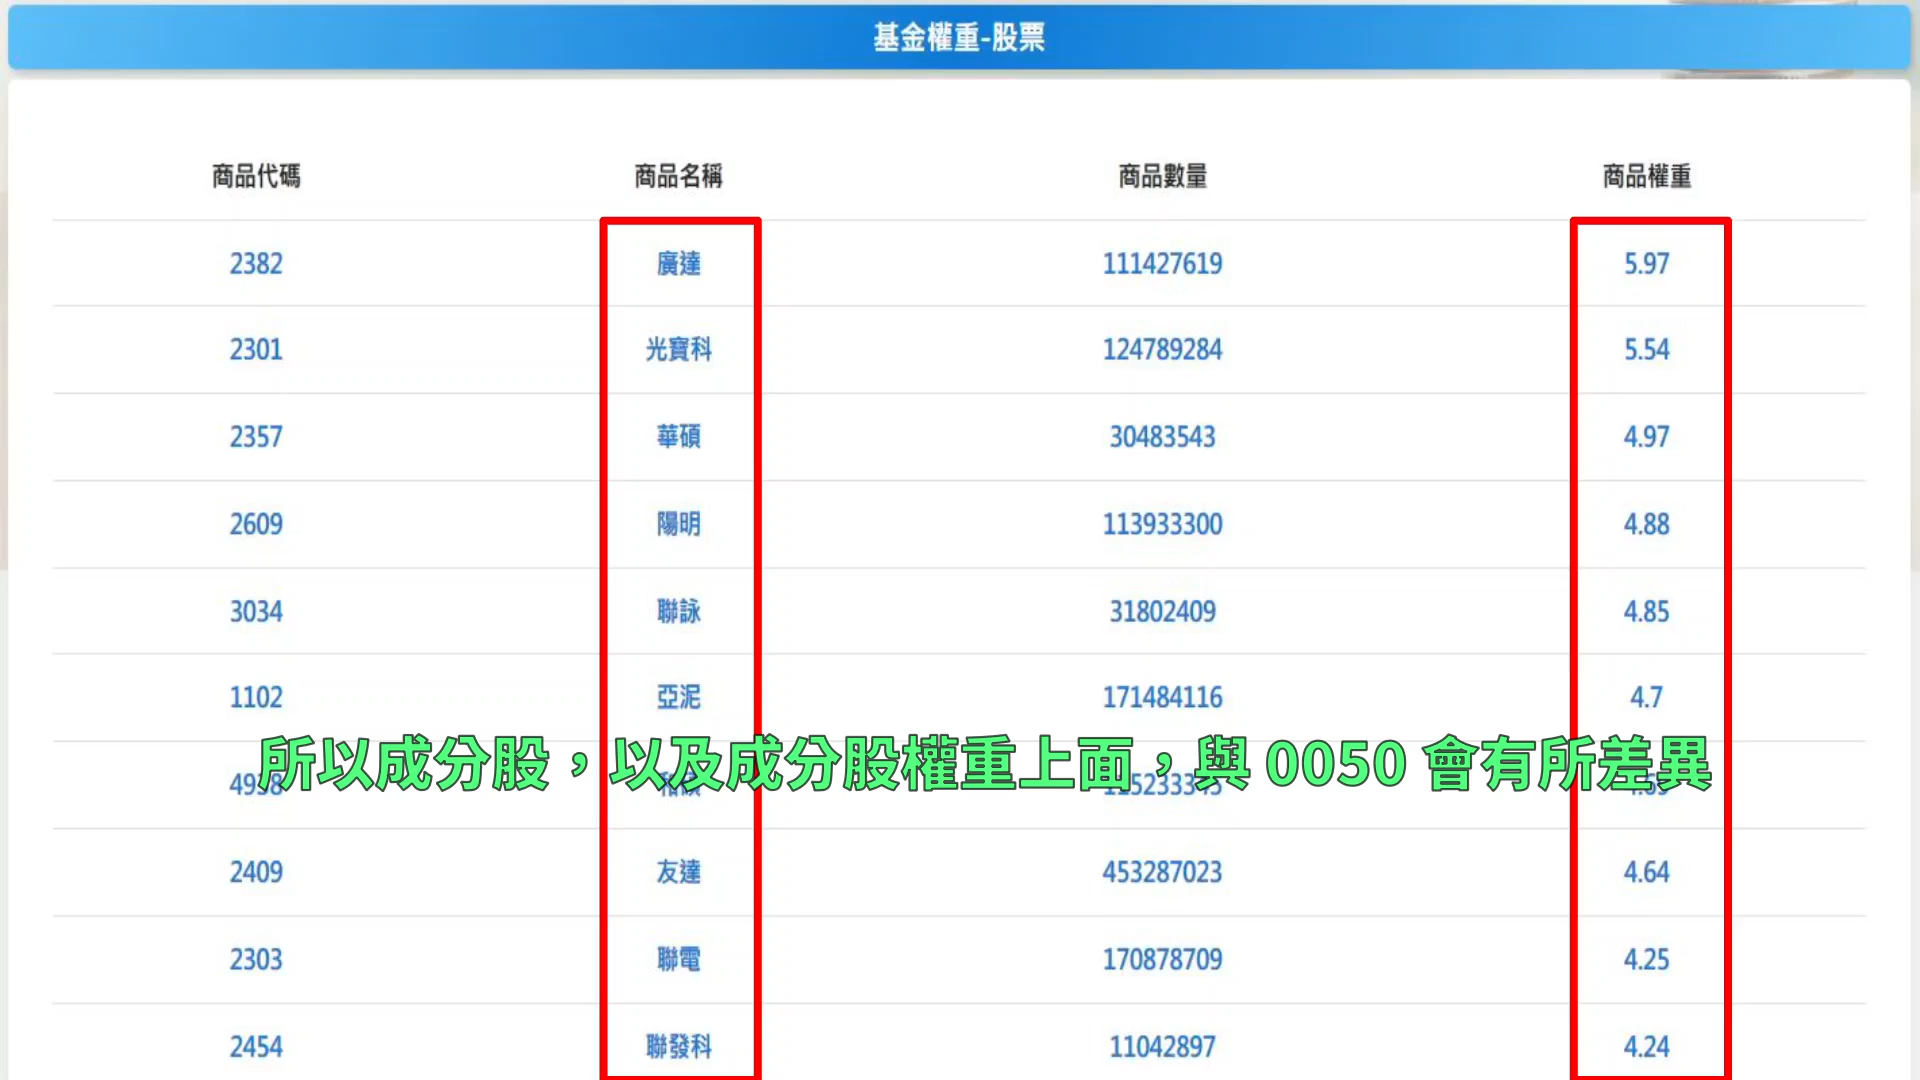 基金權重-股票
商品代碼 商品名稱 商品數量 商品權重
2382 廣達 111427619 5.97
2301 光寶科 124789284 5.54
2357 華碩 30483543 4.97
2609 陽明 113933300 4.88
3034 聯詠 31802409 4.85
1102 亞泥 171484116 4.7
所以成分股，以及成分股權重上面，與 0050 會有所差異
4938 和碩
2409 友達 453287023 4.64
2303 聯電 170878709 4.25
2454 聯發科 11042897 4.24